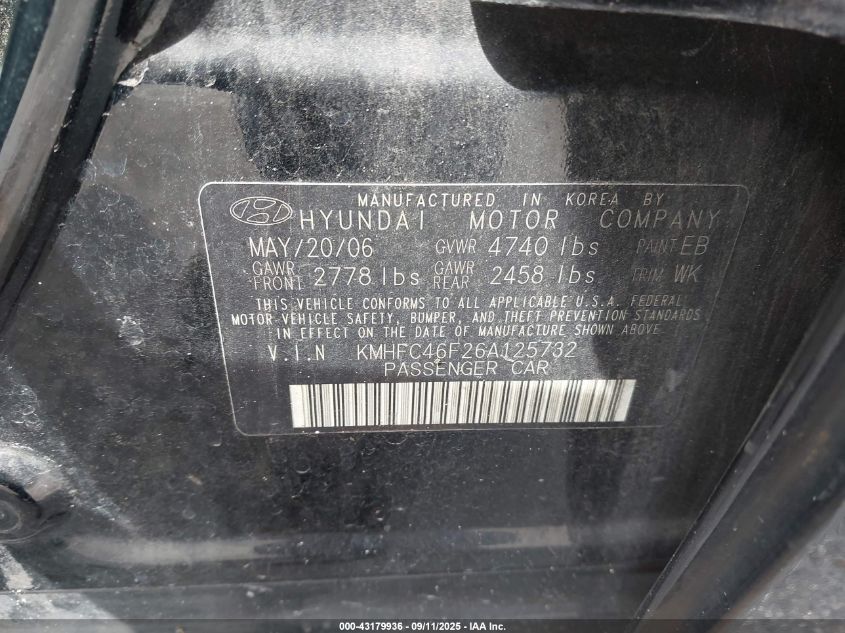 MANUFACTURED IN KOREA BY
HYUNDAI MOTOR COMPANY
MAY/20/06 GVWR 4740 lbs PAINT EB
GAWR FRONT 2778 lbs GAWR REAR 2458 lbs TRIM WK
THIS VEHICLE CONFORMS TO ALL APPLICABLE U.S.A. FEDERAL
MOTOR VEHICLE SAFETY, BUMPER, AND THEFT PREVENTION STANDARDS
IN EFFECT ON THE DATE OF MANUFACTURE SHOWN ABOVE.
V.I.N KMHFC46F26A125732
PASSENGER CAR
000-43179936 - 09/11/2025 - IAA Inc.